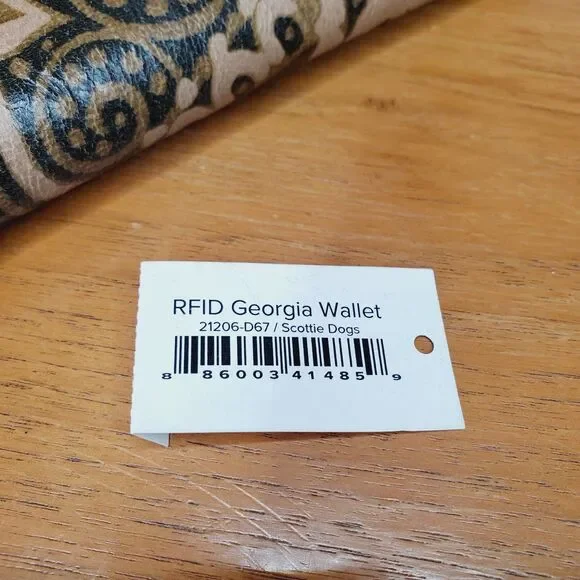 RFID Georgia Wallet
21206-D67 / Scottie Dogs
8 86003 41485 9